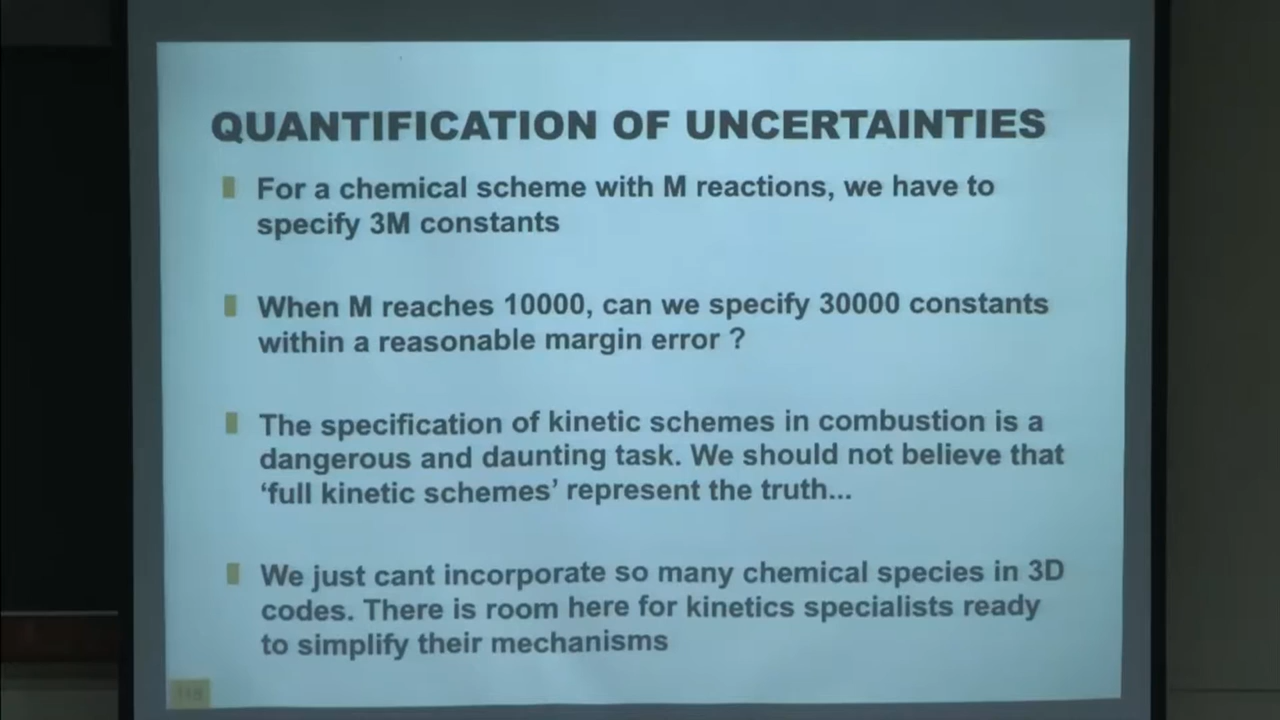 QUANTIFICATION OF UNCERTAINTIES
For a chemical scheme with M reactions, we have to
specify 3M constants
When M reaches 10000, can we specify 30000 constants
within a reasonable margin error ?
The specification of kinetic schemes in combustion is a
dangerous and daunting task. We should not believe that
‘full kinetic schemes’ represent the truth...
We just cant incorporate so many chemical species in 3D
codes. There is room here for kinetics specialists ready
to simplify their mechanisms